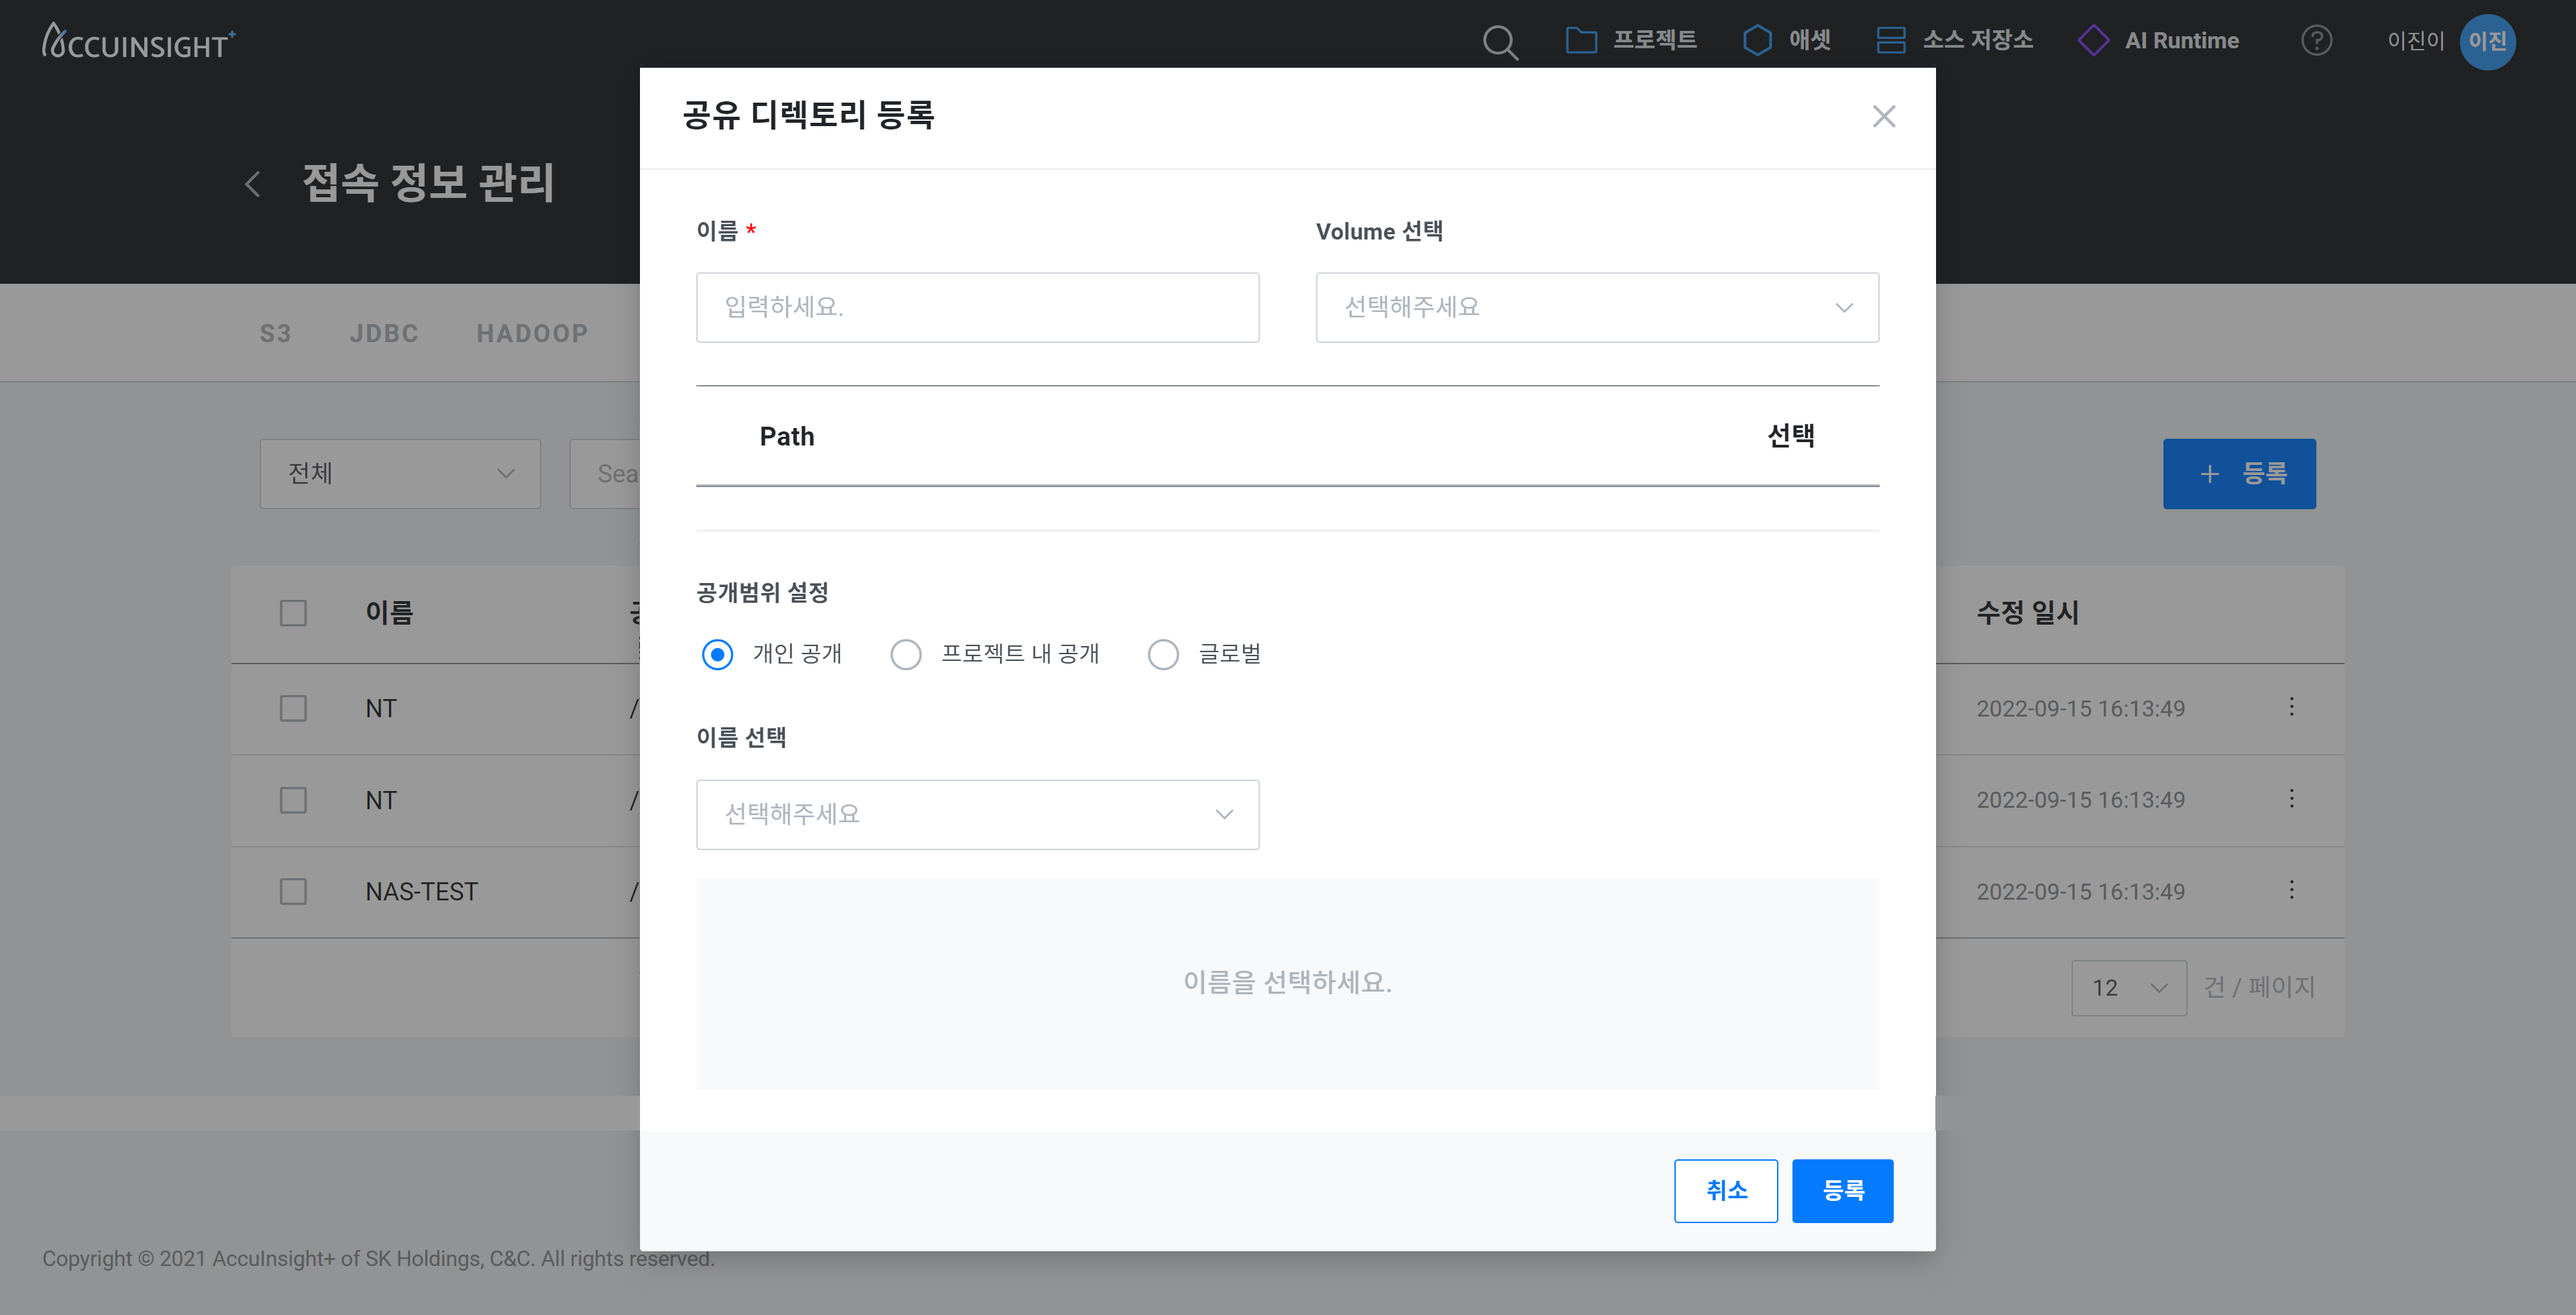 ACCUINSIGHT+
프로젝트
애셋
소스 저장소
AI Runtime
이진이
이진
접속 정보 관리
공유 디렉토리 등록
이름 *
Volume 선택
입력하세요.
선택해주세요
S3 JDBC HADOOP
Path 선택
전체
Sea
+ 등록
공개범위 설정
개인 공개 프로젝트 내 공개 글로벌
이름 수정 일시
NT / 2022-09-15 16:13:49
이름 선택
선택해주세요
NT / 2022-09-15 16:13:49
NAS-TEST / 2022-09-15 16:13:49
이름을 선택하세요.
12 건 / 페이지
취소 등록
Copyright © 2021 AccuInsight+ of SK Holdings, C&C. All rights reserved.